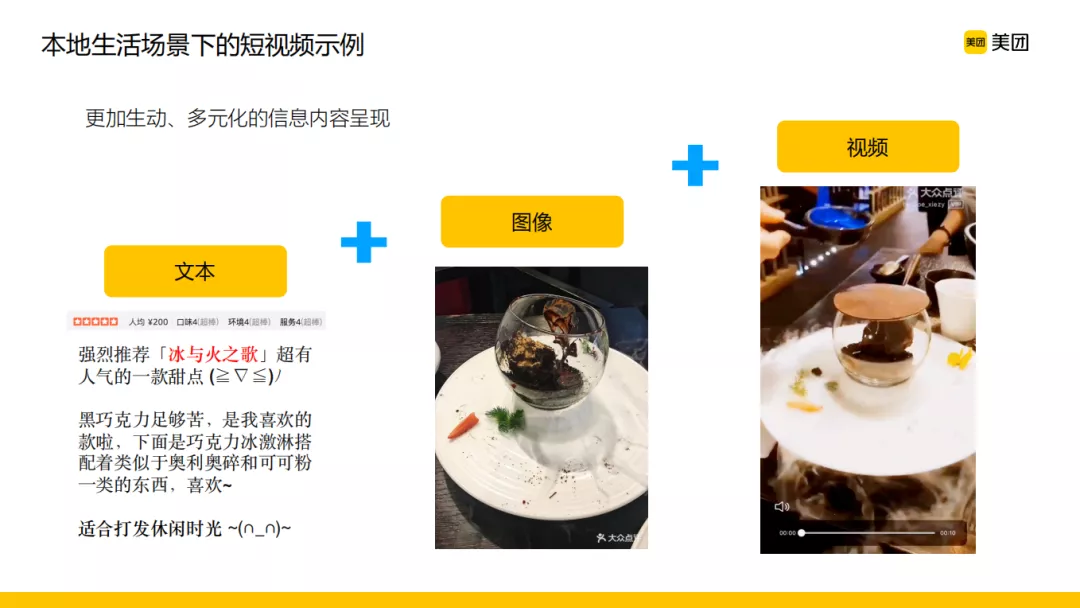 本地生活场景下的短视频示例
美团 美团
更加生动、多元化的信息内容呈现
视频
图像
文本
人均 ¥200 口味4(超棒) 环境4(超棒) 服务4(超棒)
强烈推荐「冰与火之歌」超有
人气的一款甜点 (≧▽≦)ﾉ
黑巧克力足够苦，是我喜欢的
款啦，下面是巧克力冰激淋搭
配着类似于奥利奥碎和可可粉
一类的东西，喜欢~
适合打发休闲时光 ~(∩_∩)~
大众点
大众点
00:00 00:10